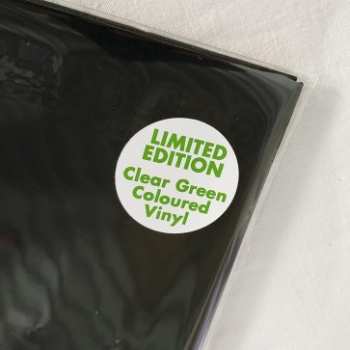 LIMITED
EDITION
Clear Green
Coloured
Vinyl